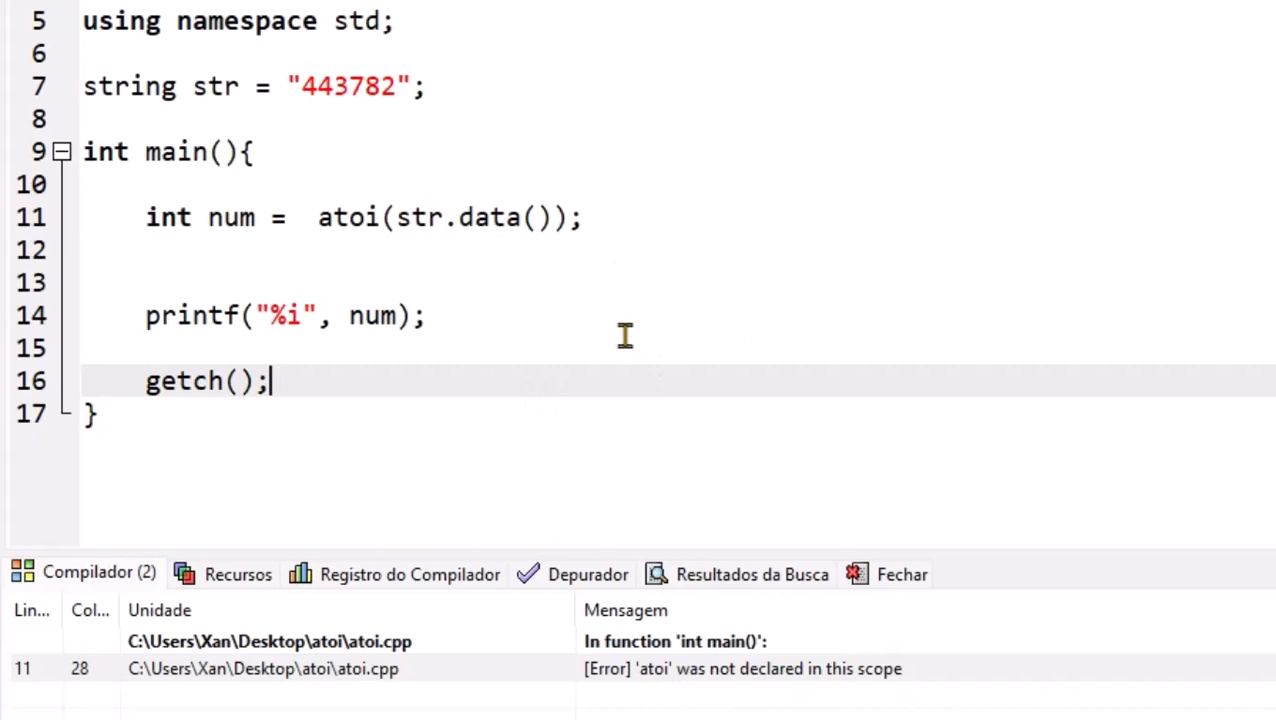 5 using namespace std;
6
7 string str = "443782";
8
9 int main(){
10
11 int num =  atoi(str.data());
12
13
14 printf("%i", num);
15
16 getch();
17 }
Compilador (2) Recursos Registro do Compilador Depurador Resultados da Busca Fechar
Lin... Col... Unidade Mensagem
C:\Users\Xan\Desktop\atoi\atoi.cpp In function 'int main()':
11 28 C:\Users\Xan\Desktop\atoi\atoi.cpp [Error] 'atoi' was not declared in this scope